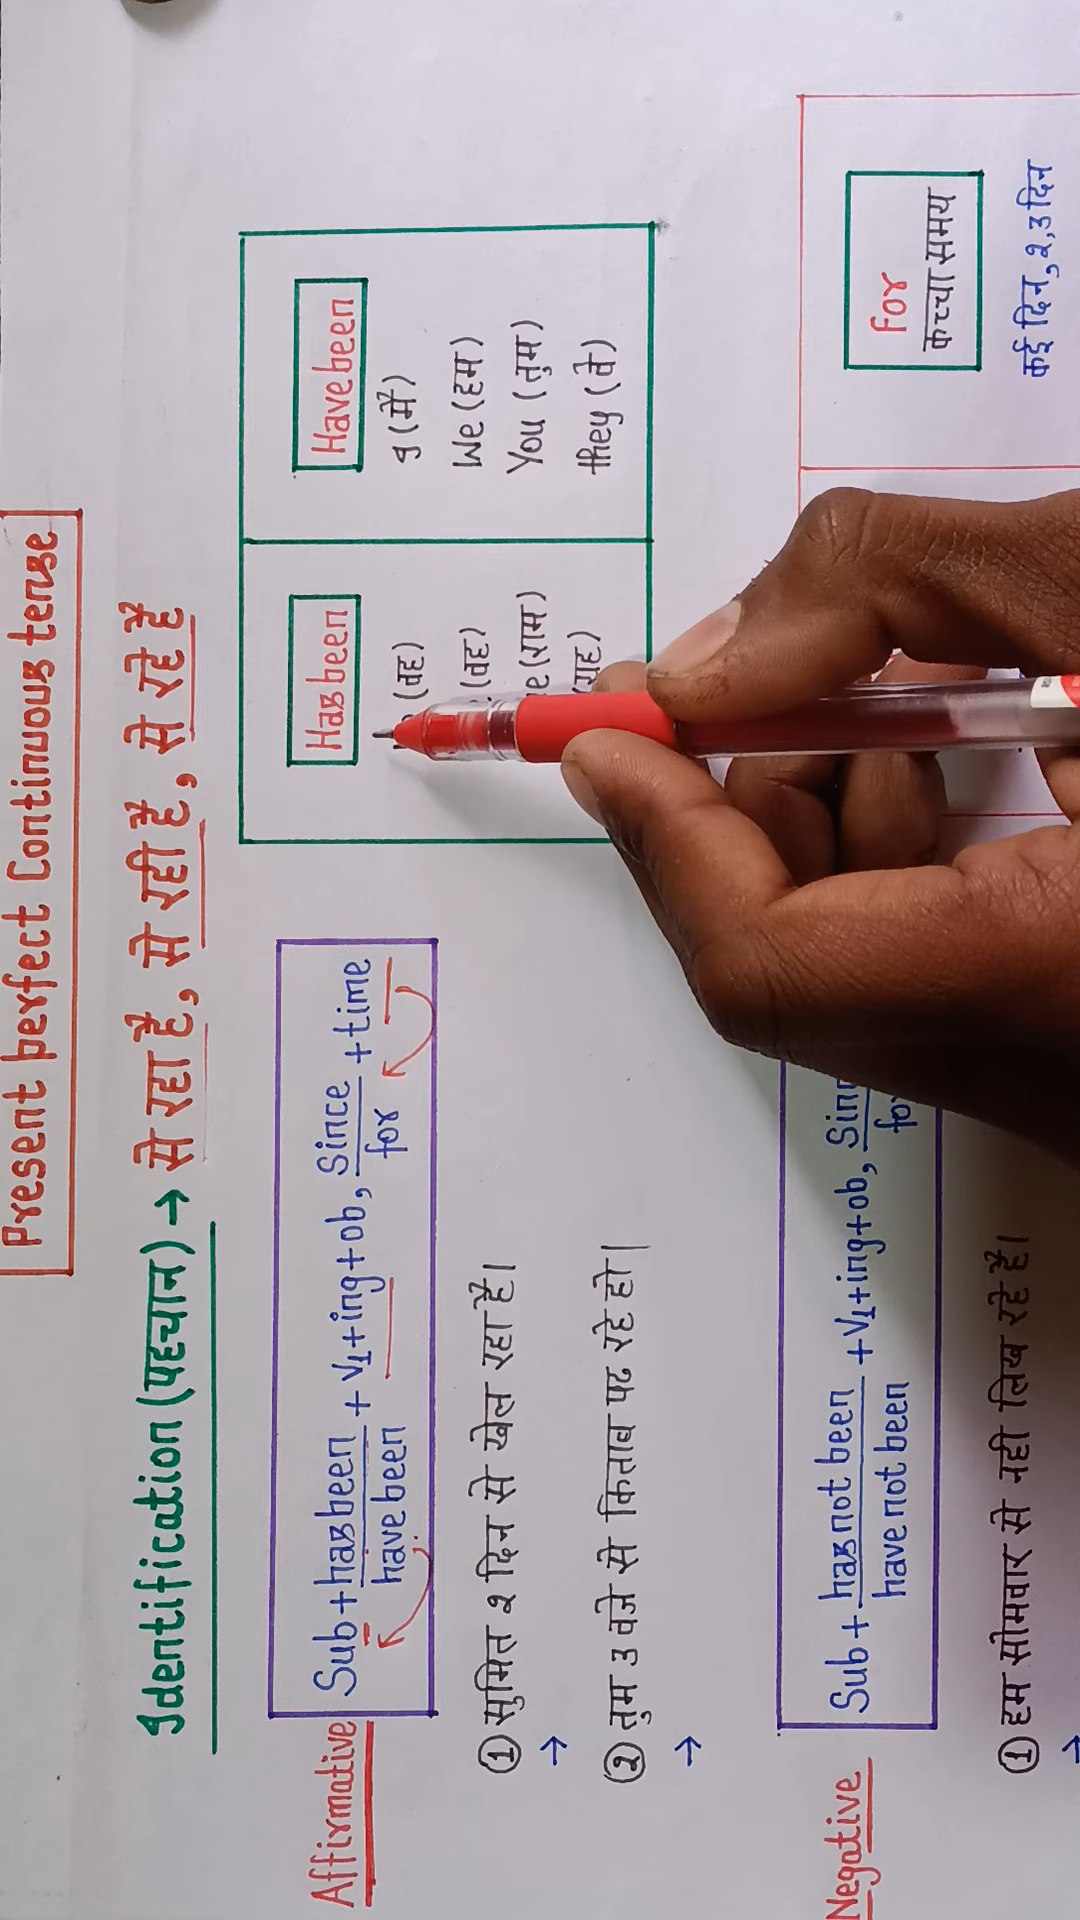 Present perfect Continuous tense
Identification (पहचान) → से रहा है, से रही है, से रहे है
Affirmative
Sub + has been / have been + V1 + ing + ob, Since / for + time
① सुमित २ दिन से खेल रहा है।
→
② तुम 3 बजे से किताब पढ रहे हो।
→
Has been
(वह)
(वह)
(राम)
(यह)
Have been
I (मैं)
We (हम)
You (तुम)
they (वे)
Negative
Sub + has not been / have not been + V1 + ing + ob,
① हम सोमवार से नही लिख रहे हैं।
→
for
कच्चा समय
कई दिन, २, 3 दिन